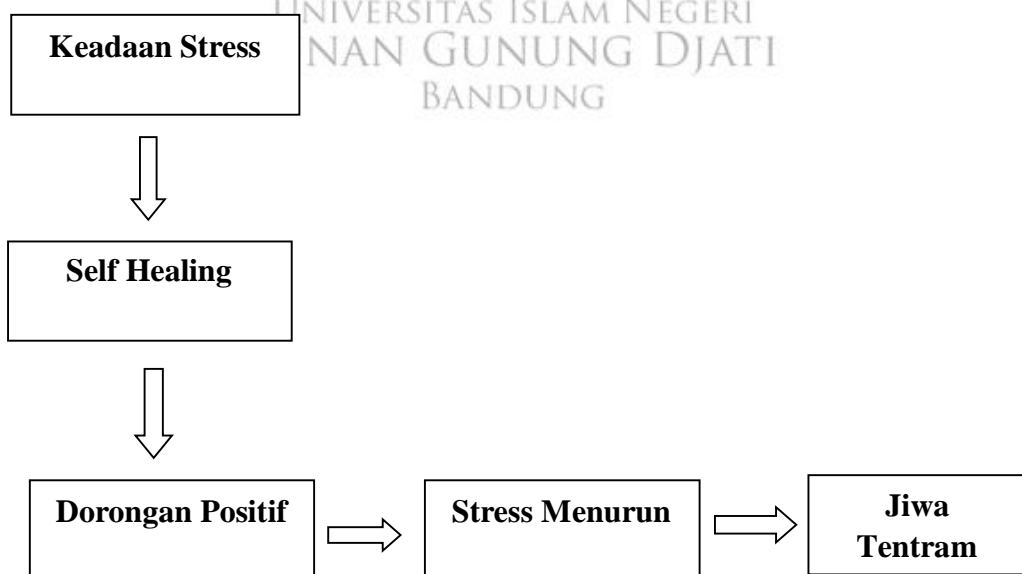 UNIVERSITAS ISLAM NEGERI
NAN GUNUNG DJATI
BANDUNG
Keadaan Stress
Self Healing
Dorongan Positif
Stress Menurun
Jiwa
Tentram